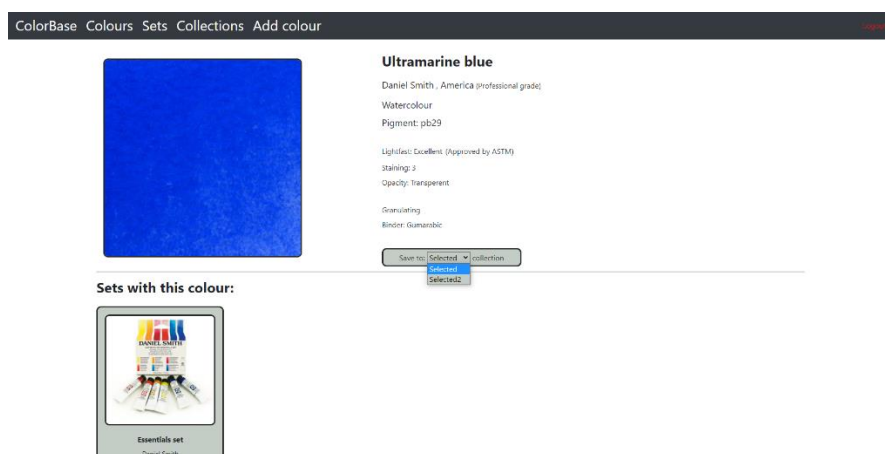 ColorBase Colours Sets Collections Add colour
Logout
Ultramarine blue
Daniel Smith , America (Professional grade)
Watercolour
Pigment: pb29
Lightfast: Excellent (Approved by ASTM)
Staining: 3
Opacity: Transperent
Granulating
Binder: Gumarabic
Save to: Selected collection
Selected
Selected2
Sets with this colour:
DANIEL SMITH
Essentials set
Daniel Smith